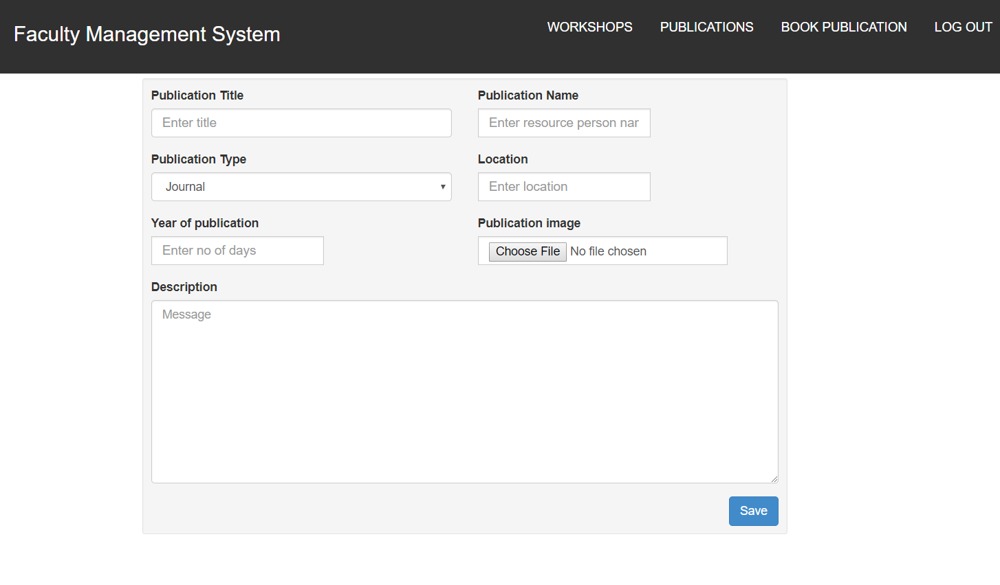 Faculty Management System
WORKSHOPS PUBLICATIONS BOOK PUBLICATION LOG OUT
Publication Title Publication Name
Enter title Enter resource person nar
Publication Type Location
Journal Enter location
Year of publication Publication image
Enter no of days Choose File No file chosen
Description
Message
Save